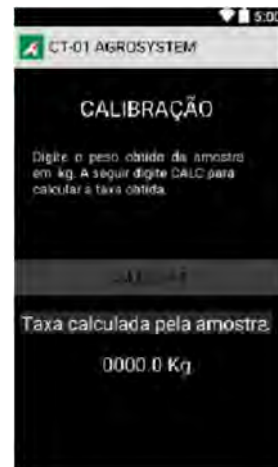 5:00
CT-01 AGROSYSTEM
CALIBRAÇÃO
Digite o peso obtido da amostra
em kg. A seguir digite CALC para
calcular a taxa obtida.
Taxa calculada pela amostra.
0000.0 Kg